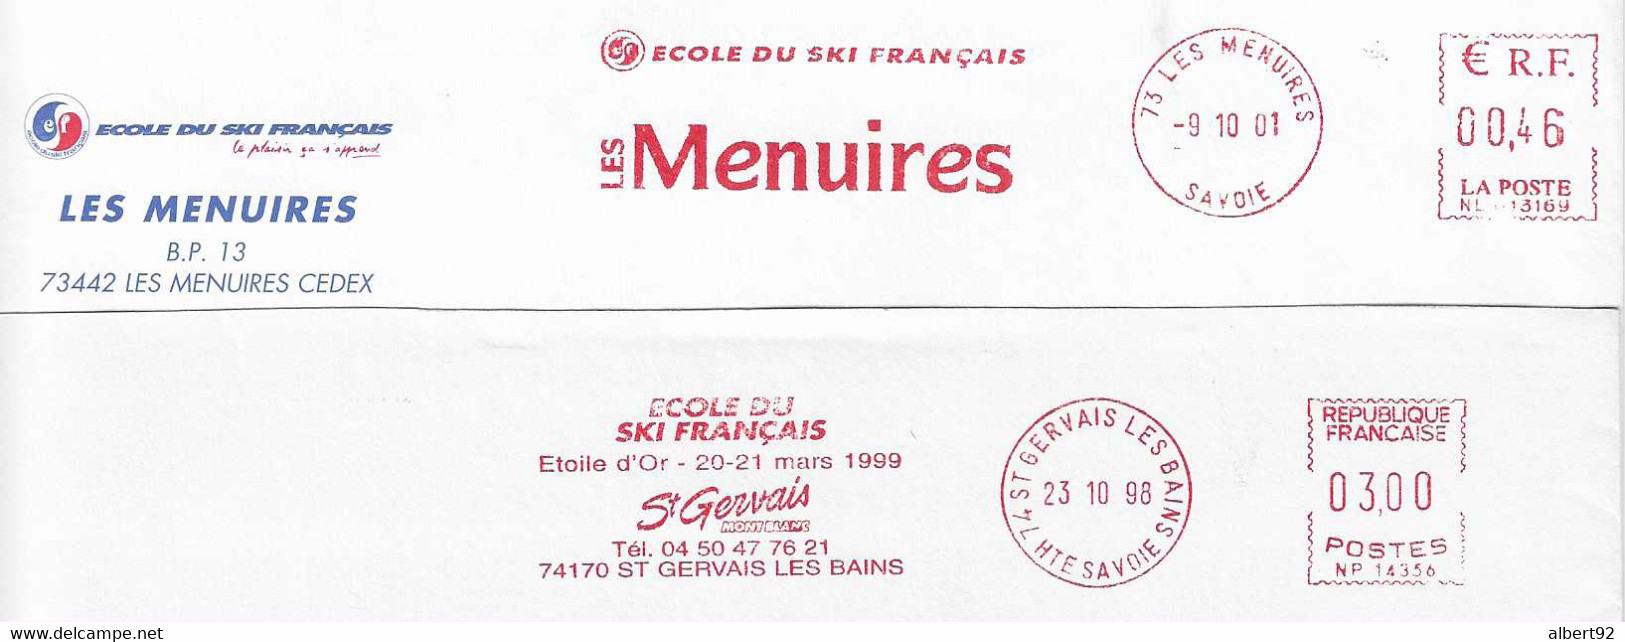 esf ECOLE DU SKI FRANÇAIS
le plaisir ça s'apprend
LES MENUIRES
B.P. 13
73442 LES MENUIRES CEDEX
esf ECOLE DU SKI FRANÇAIS
LES Menuires
73 LES MENUIRES
-9 10 01
SAVOIE
€ R.F.
00,46
LA POSTE
NL 13169
ECOLE DU
SKI FRANÇAIS
Etoile d'Or - 20-21 mars 1999
St Gervais
MONT BLANC
Tél. 04 50 47 76 21
74170 ST GERVAIS LES BAINS
74 ST GERVAIS LES BAINS
23 10 98
HTE SAVOIE
REPUBLIQUE
FRANCAISE
03,00
POSTES
NP 14356
www.delcampe.net
albert92